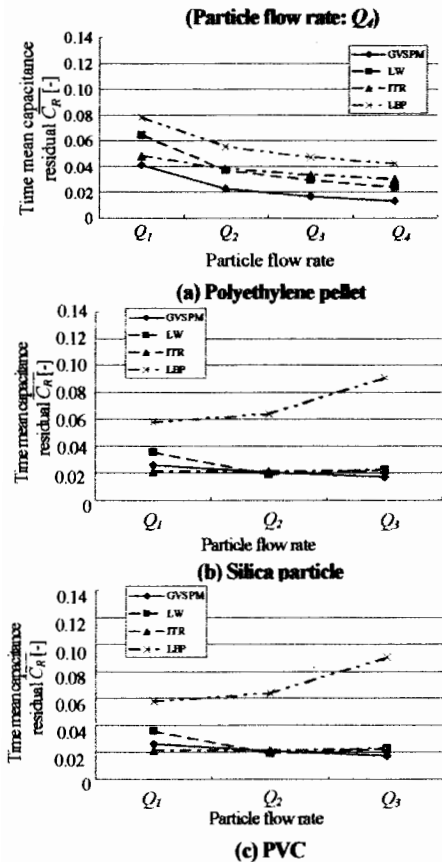 (Particle flow rate: Q4)
Time mean capacitance
residual C_R [-]
0.14
0.12
0.10
0.08
0.06
0.04
0.02
0
GVSPM
LW
ITR
LBP
Q1
Q2
Q3
Q4
Particle flow rate
(a) Polyethylene pellet
Time mean capacitance
residual C_R [-]
0.14
0.12
0.10
0.08
0.06
0.04
0.02
0
GVSPM
LW
ITR
LBP
Q1
Q2
Q3
Particle flow rate
(b) Silica particle
Time mean capacitance
residual C_R [-]
0.14
0.12
0.10
0.08
0.06
0.04
0.02
0
GVSPM
LW
ITR
LBP
Q1
Q2
Q3
Particle flow rate
(c) PVC